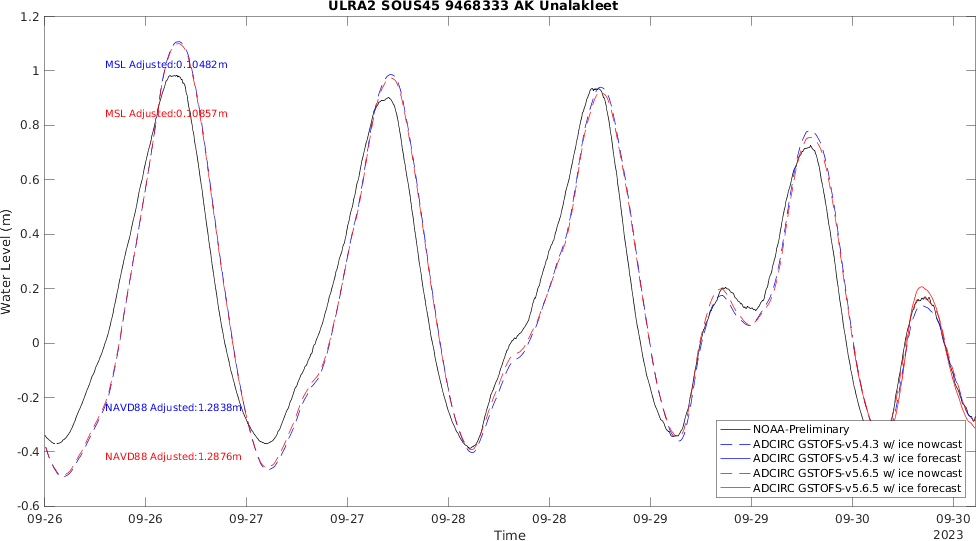 ULRA2 SOUS45 9468333 AK Unalakleet
1.2
1
0.8
0.6
0.4
0.2
0
-0.2
-0.4
-0.6
Water Level (m)
MSL Adjusted:0.10482m
MSL Adjusted:0.10857m
NAVD88 Adjusted:1.2838m
NAVD88 Adjusted:1.2876m
NOAA-Preliminary
ADCIRC GSTOFS-v5.4.3 w/ ice nowcast
ADCIRC GSTOFS-v5.4.3 w/ ice forecast
ADCIRC GSTOFS-v5.6.5 w/ ice nowcast
ADCIRC GSTOFS-v5.6.5 w/ ice forecast
09-26 09-26 09-27 09-27 09-28 09-28 09-29 09-29 09-30 09-30
Time
2023